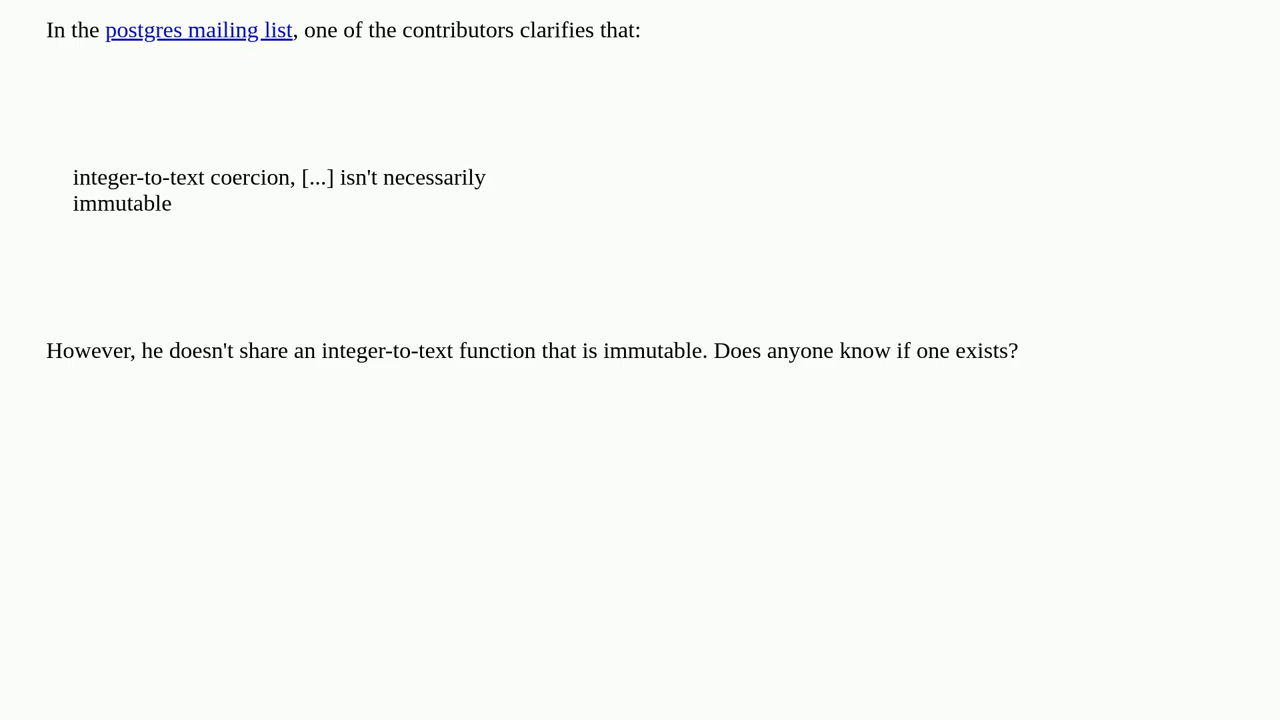 In the postgres mailing list, one of the contributors clarifies that:
integer-to-text coercion, [...] isn't necessarily
immutable
However, he doesn't share an integer-to-text function that is immutable. Does anyone know if one exists?